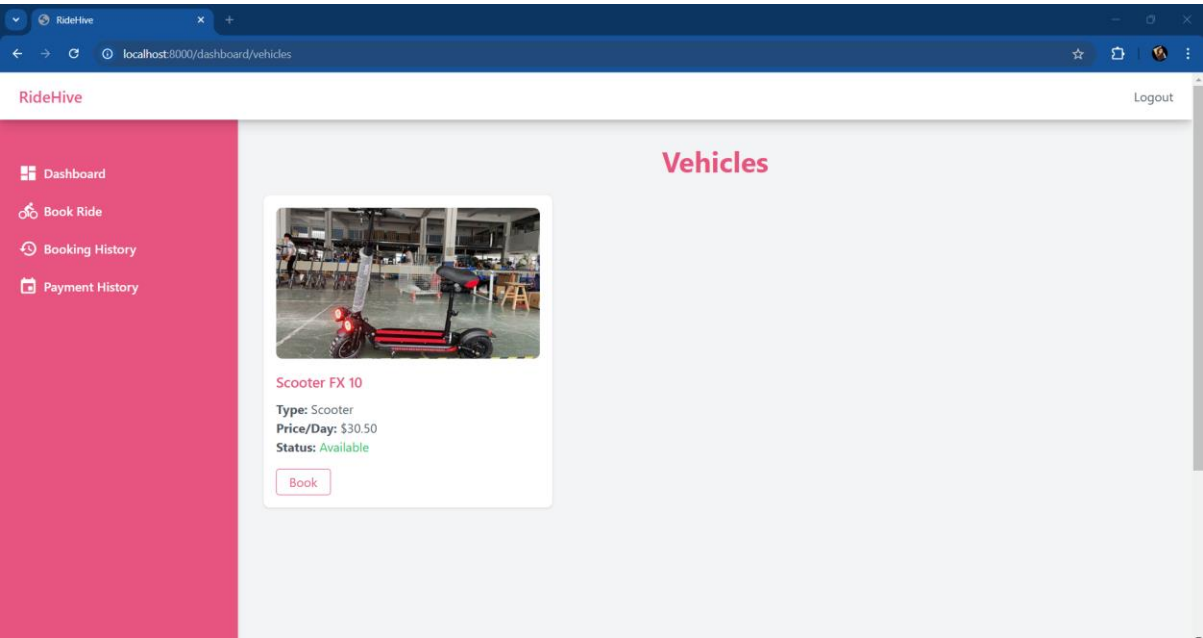 RideHive
localhost:8000/dashboard/vehicles
RideHive
Logout
Dashboard
Book Ride
Booking History
Payment History
Vehicles
Scooter FX 10
Type: Scooter
Price/Day: $30.50
Status: Available
Book